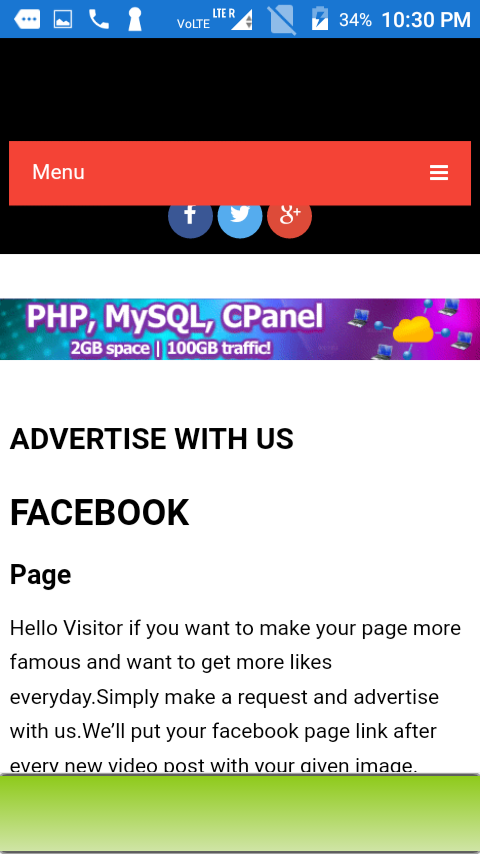 VoLTE LTE R 34% 10:30 PM
Menu
f g+
PHP, MySQL, CPanel
2GB space | 100GB traffic!
ADVERTISE WITH US
FACEBOOK
Page
Hello Visitor if you want to make your page more
famous and want to get more likes
everyday.Simply make a request and advertise
with us.We’ll put your facebook page link after
every new video post with your given image.